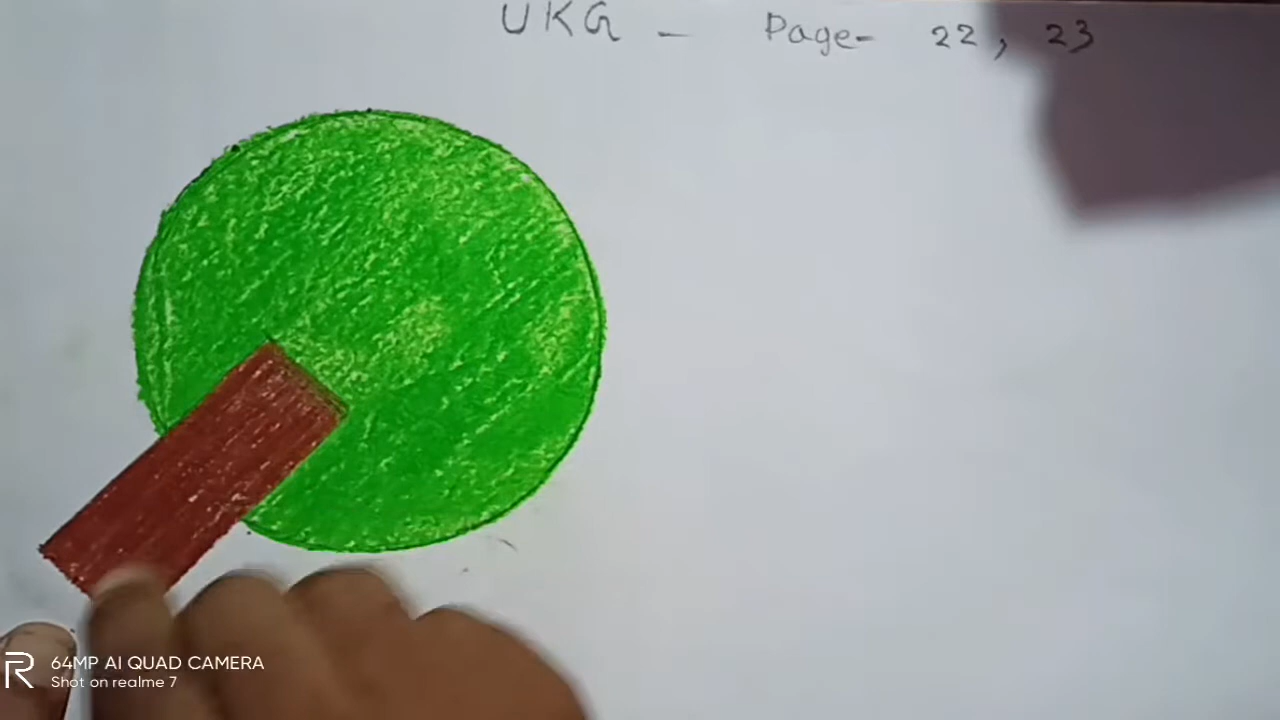 UKG - Page- 22, 23
64MP AI QUAD CAMERA
Shot on realme 7